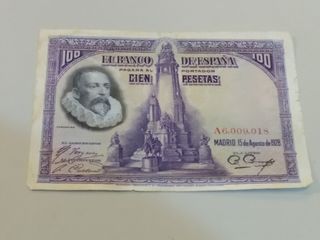 100 EL BANCO DE ESPAÑA 100
PAGARÁ AL PORTADOR
CIEN PESETAS
A6,009,018
MADRID 15 de Agosto de 1928